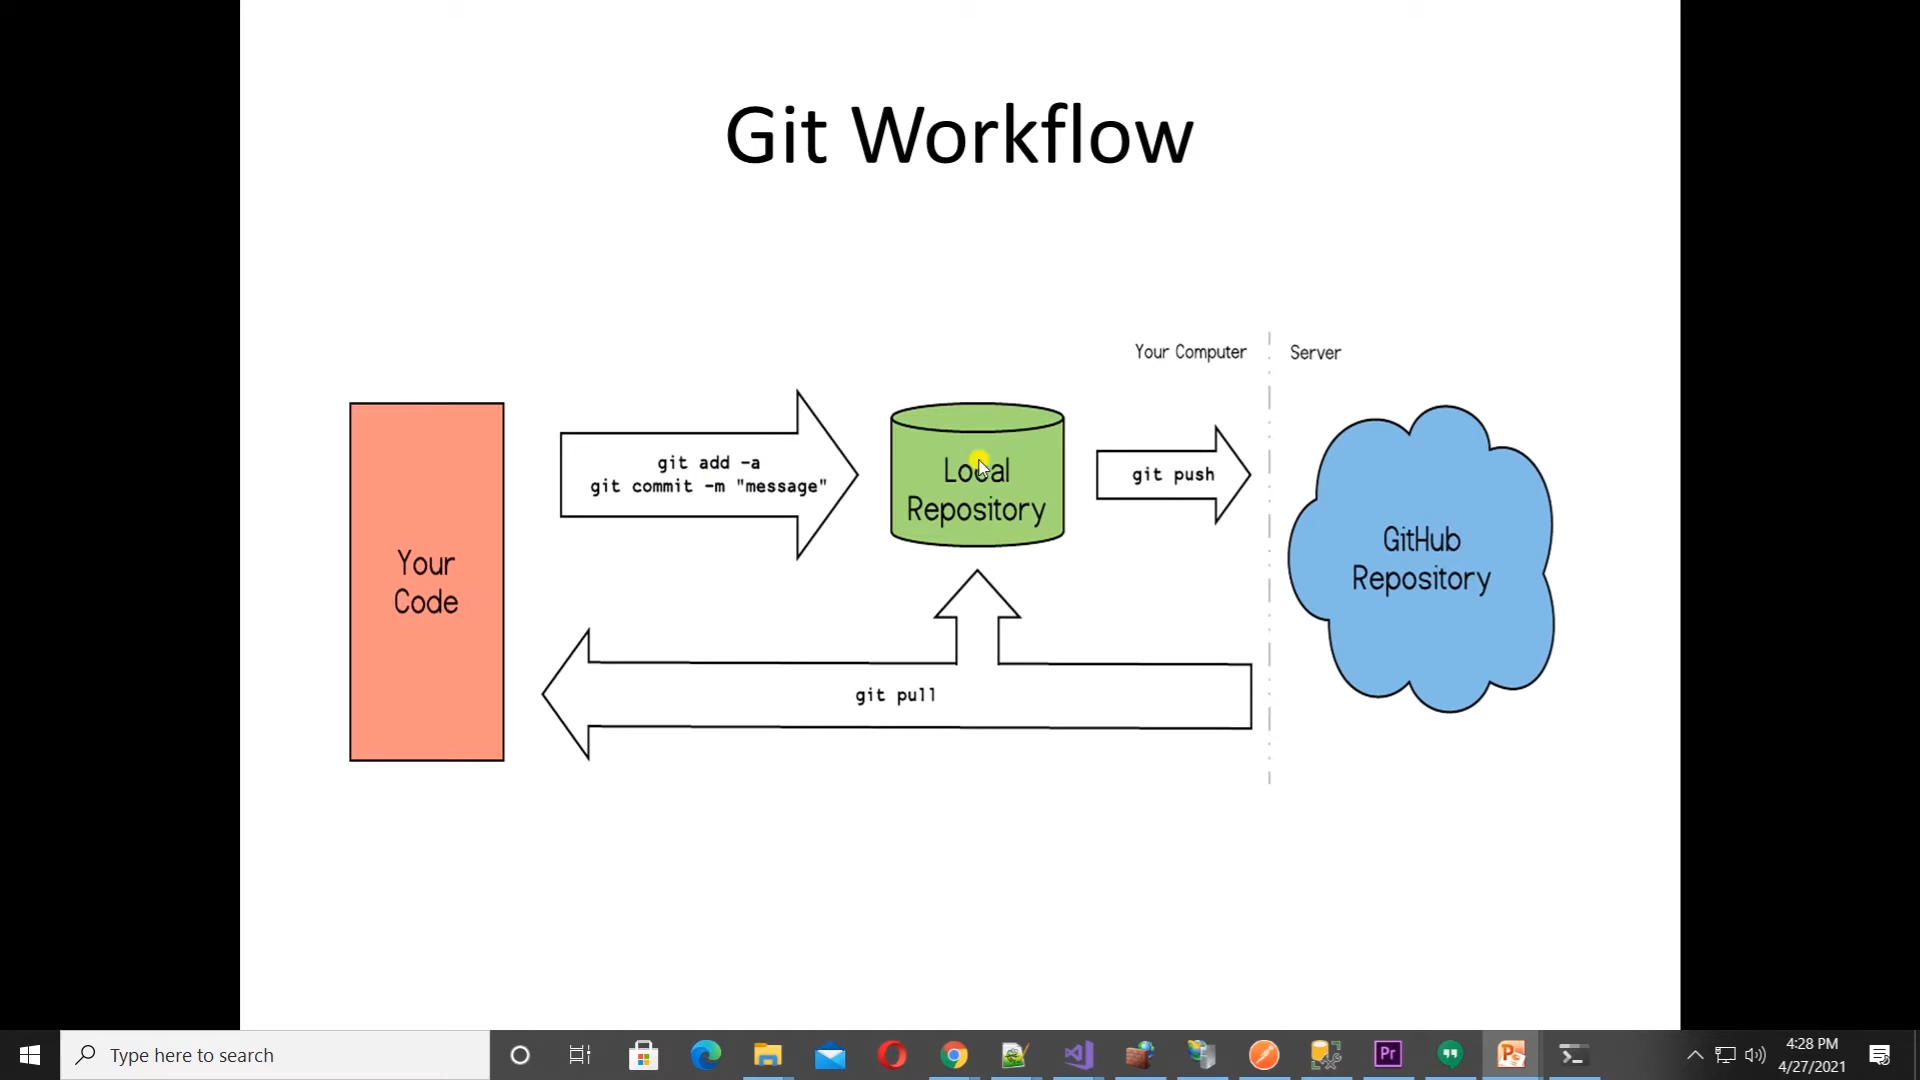 Git Workflow
Your Computer
Server
git add -a
git commit -m "message"
Local
Repository
git push
GitHub
Repository
Your
Code
git pull
Type here to search
Pr
4:28 PM
4/27/2021